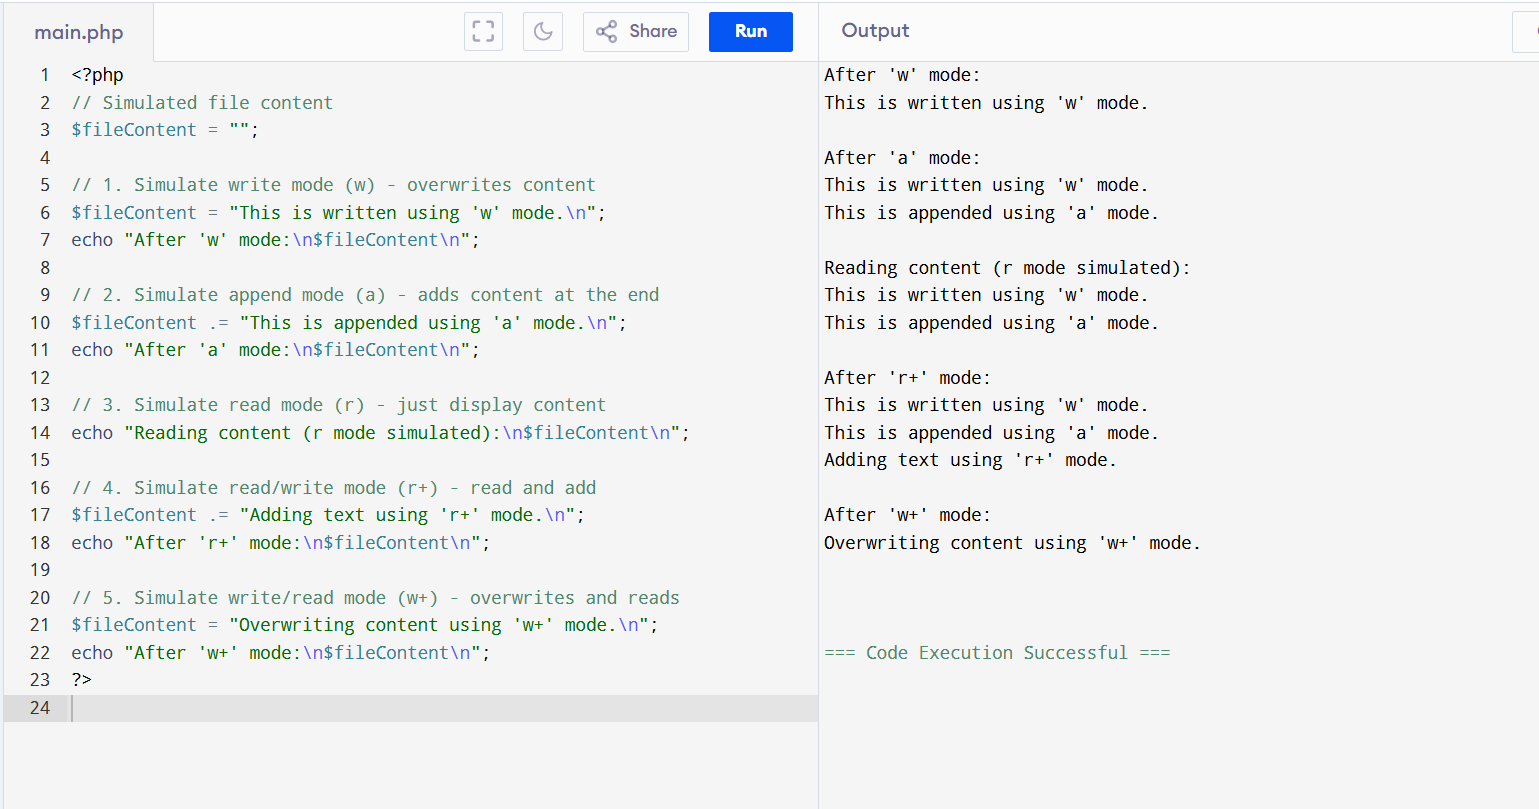 main.php
Share
Run
Output
1 <?php
2 // Simulated file content
3 $fileContent = "";
4
5 // 1. Simulate write mode (w) - overwrites content
6 $fileContent = "This is written using 'w' mode.\n";
7 echo "After 'w' mode:\n$fileContent\n";
8
9 // 2. Simulate append mode (a) - adds content at the end
10 $fileContent .= "This is appended using 'a' mode.\n";
11 echo "After 'a' mode:\n$fileContent\n";
12
13 // 3. Simulate read mode (r) - just display content
14 echo "Reading content (r mode simulated):\n$fileContent\n";
15
16 // 4. Simulate read/write mode (r+) - read and add
17 $fileContent .= "Adding text using 'r+' mode.\n";
18 echo "After 'r+' mode:\n$fileContent\n";
19
20 // 5. Simulate write/read mode (w+) - overwrites and reads
21 $fileContent = "Overwriting content using 'w+' mode.\n";
22 echo "After 'w+' mode:\n$fileContent\n";
23 ?>
24
After 'w' mode:
This is written using 'w' mode.
After 'a' mode:
This is written using 'w' mode.
This is appended using 'a' mode.
Reading content (r mode simulated):
This is written using 'w' mode.
This is appended using 'a' mode.
After 'r+' mode:
This is written using 'w' mode.
This is appended using 'a' mode.
Adding text using 'r+' mode.
After 'w+' mode:
Overwriting content using 'w+' mode.
=== Code Execution Successful ===